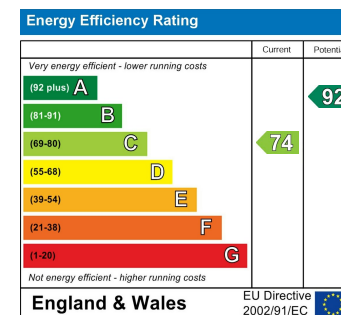 Energy Efficiency Rating
Current Potentia
Very energy efficient - lower running costs
(92 plus) A
92
(81-91) B
(69-80) C
74
(55-68) D
(39-54) E
(21-38) F
(1-20) G
Not energy efficient - higher running costs
England & Wales
EU Directive
2002/91/EC